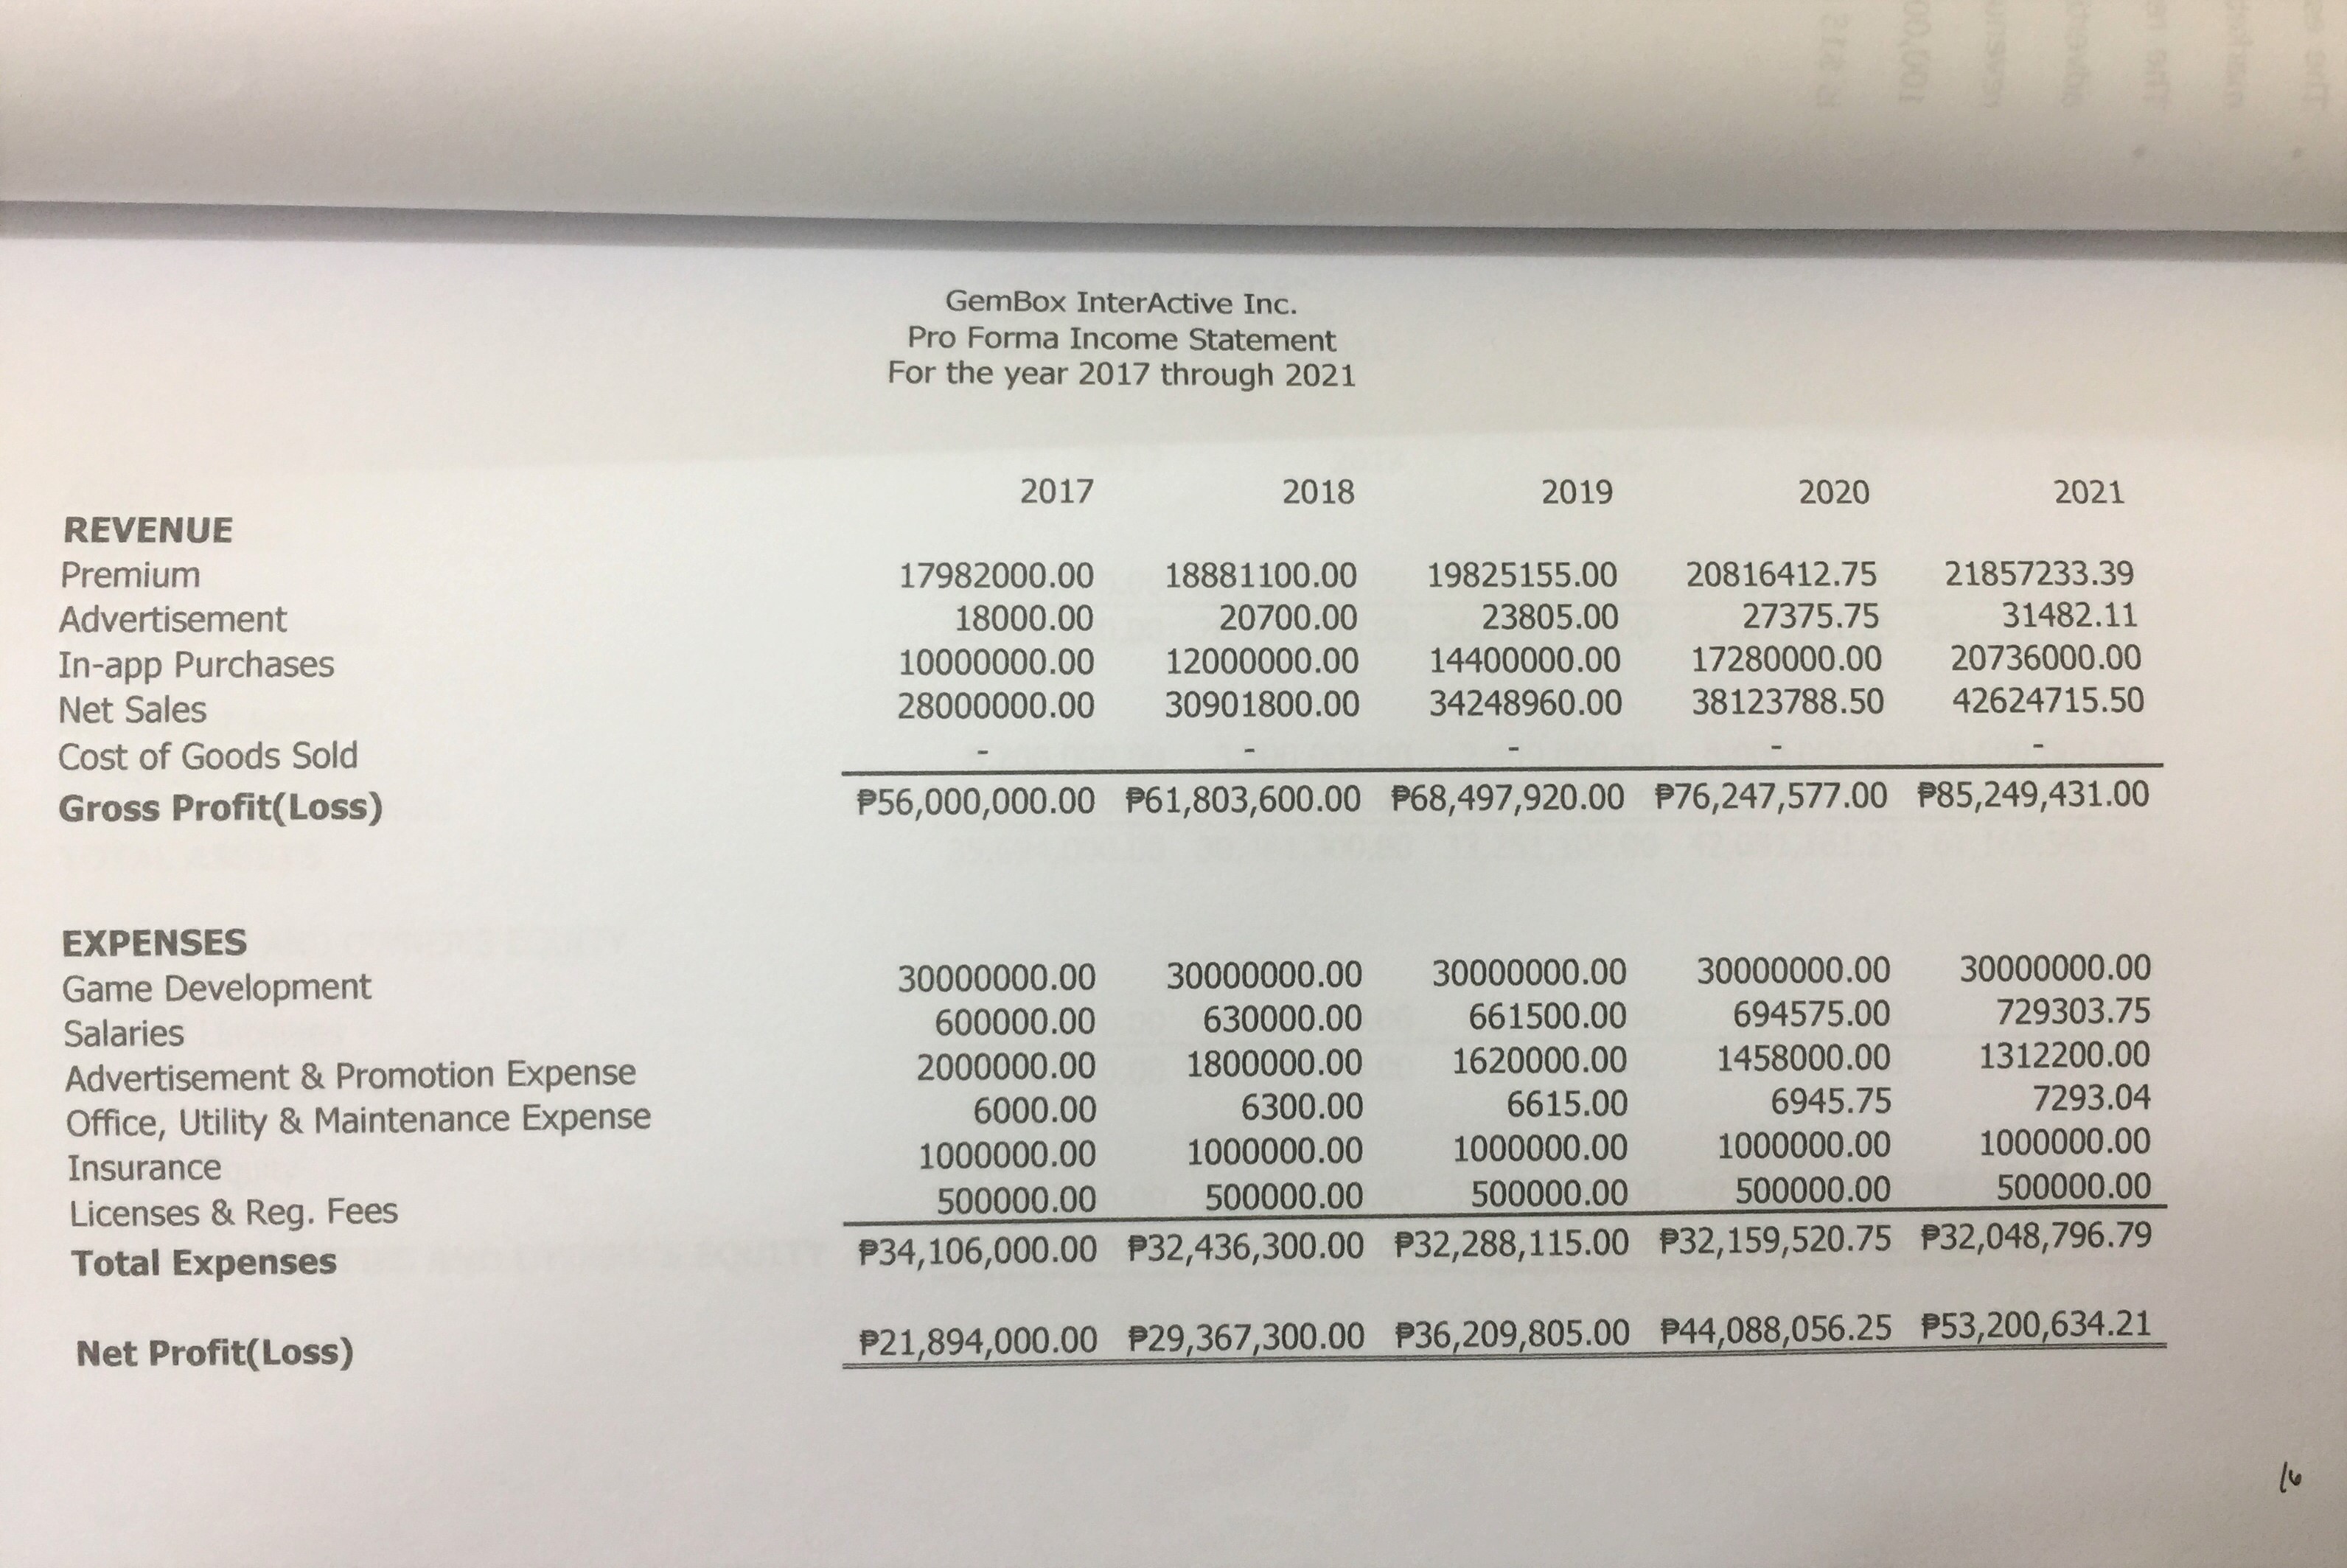 GemBox InterActive Inc.
Pro Forma Income Statement
For the year 2017 through 2021
2017 2018 2019 2020 2021
REVENUE
Premium 17982000.00 18881100.00 19825155.00 20816412.75 21857233.39
Advertisement 18000.00 20700.00 23805.00 27375.75 31482.11
In-app Purchases 10000000.00 12000000.00 14400000.00 17280000.00 20736000.00
Net Sales 28000000.00 30901800.00 34248960.00 38123788.50 42624715.50
Cost of Goods Sold - - - - -
Gross Profit(Loss) ₱56,000,000.00 ₱61,803,600.00 ₱68,497,920.00 ₱76,247,577.00 ₱85,249,431.00
EXPENSES
Game Development 30000000.00 30000000.00 30000000.00 30000000.00 30000000.00
Salaries 600000.00 630000.00 661500.00 694575.00 729303.75
Advertisement & Promotion Expense 2000000.00 1800000.00 1620000.00 1458000.00 1312200.00
Office, Utility & Maintenance Expense 6000.00 6300.00 6615.00 6945.75 7293.04
Insurance 1000000.00 1000000.00 1000000.00 1000000.00 1000000.00
Licenses & Reg. Fees 500000.00 500000.00 500000.00 500000.00 500000.00
Total Expenses ₱34,106,000.00 ₱32,436,300.00 ₱32,288,115.00 ₱32,159,520.75 ₱32,048,796.79
Net Profit(Loss) ₱21,894,000.00 ₱29,367,300.00 ₱36,209,805.00 ₱44,088,056.25 ₱53,200,634.21
16